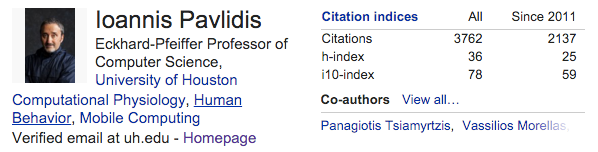 Ioannis Pavlidis
Eckhard-Pfeiffer Professor of
Computer Science,
University of Houston
Computational Physiology, Human
Behavior, Mobile Computing
Verified email at uh.edu - Homepage
Citation indices All Since 2011
Citations 3762 2137
h-index 36 25
i10-index 78 59
Co-authors View all…
Panagiotis Tsiamyrtzis, Vassilios Morellas,